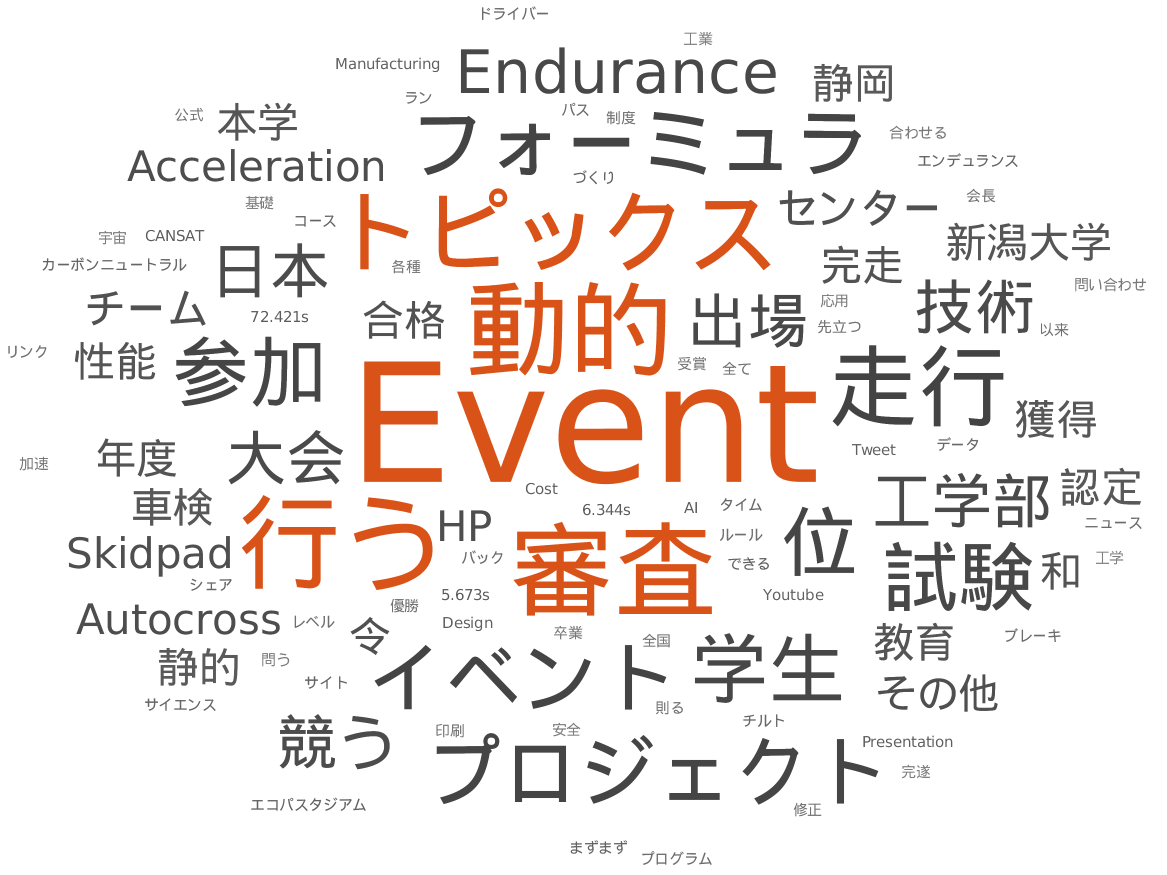 ドライバー
工業
Manufacturing
Endurance
静岡
ラン
公式
本学
パス
制度
フォーミュラ
合わせる
エンデュランス
Acceleration
づくり
基礎
コース
トピックス
センター
会長
宇宙
CANSAT
新潟大学
カーボンニュートラル
日本
各種
完走
問い合わせ
チーム
72.421s
合格
動的
出場
応用
先立つ
技術
以来
リンク
性能
参加
受賞
全て
走行
獲得
Event
加速
年度
大会
Tweet
データ
車検
行う
Cost
6.344s
AI
タイム
工学部
認定
HP
審査
ルール
位
ニュース
Skidpad
バック
できる
試験
和
工学
シェア
優勝
5.673s
Youtube
Autocross
レベル
令
Design
卒業
全国
教育
ブレーキ
静的
問う
サイト
イベント
学生
その他
サイエンス
則る
競う
印刷
安全
チルト
プロジェクト
Presentation
完遂
エコパスタジアム
修正
まずまず
プログラム